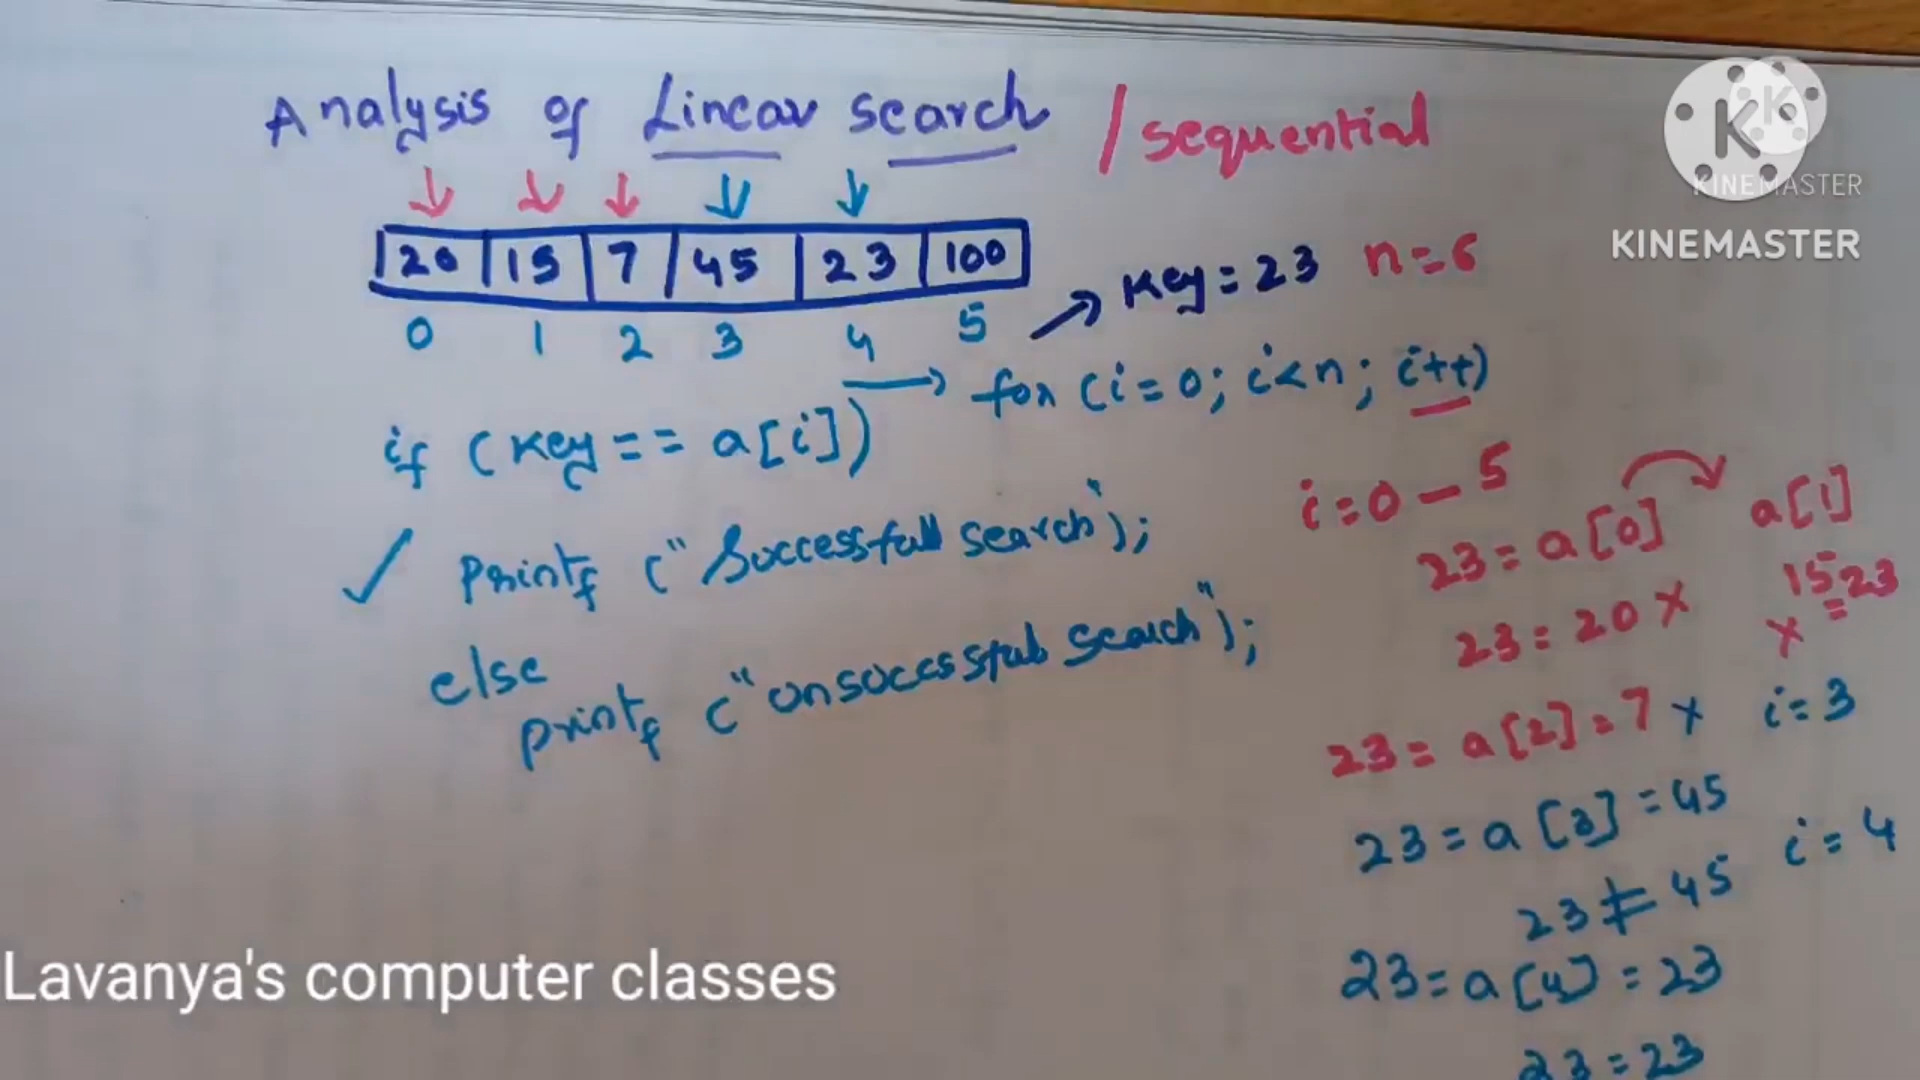 Analysis of Linear search / sequential
20 15 7 45 23 100
0 1 2 3 4 5
Key = 23 n = 6
for (i=0; i<n; i++)
if (key == a[i])
printf ("Successfull search");
else
printf ("unsuccessful search");
i=0-5
23 = a[0] a[1]
23 = 20 x
15 = 23
x
23 = a[2] = 7 x i=3
23 = a[3] = 45
23 ≠ 45 i=4
23 = a[4] = 23
23 = 23
KINEMASTER
KINEMASTER
Lavanya's computer classes